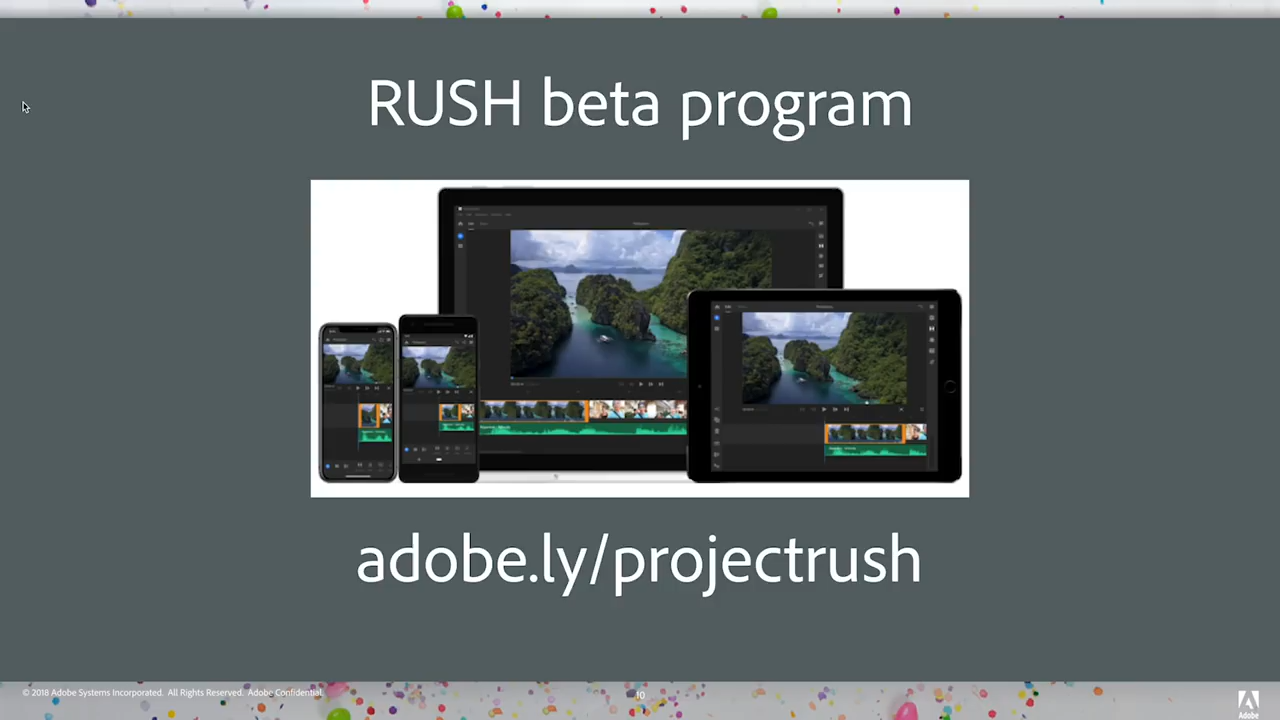 RUSH beta program
adobe.ly/projectrush
© 2018 Adobe Systems Incorporated. All Rights Reserved. Adobe Confidential.
10
Adobe